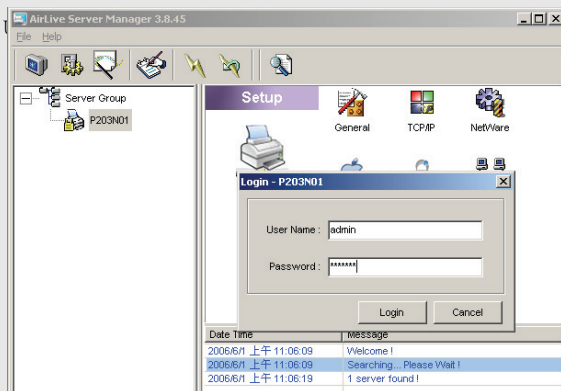 AirLive Server Manager 3.8.45
File Help
Server Group
P203N01
Setup
General
TCP/IP
NetWare
Login - P203N01
User Name : admin
Password : *******
Login
Cancel
Date Time
Message
2006/6/1 上午 11:06:09 Welcome !
2006/6/1 上午 11:06:09 Searching... Please Wait !
2006/6/1 上午 11:06:19 1 server found !